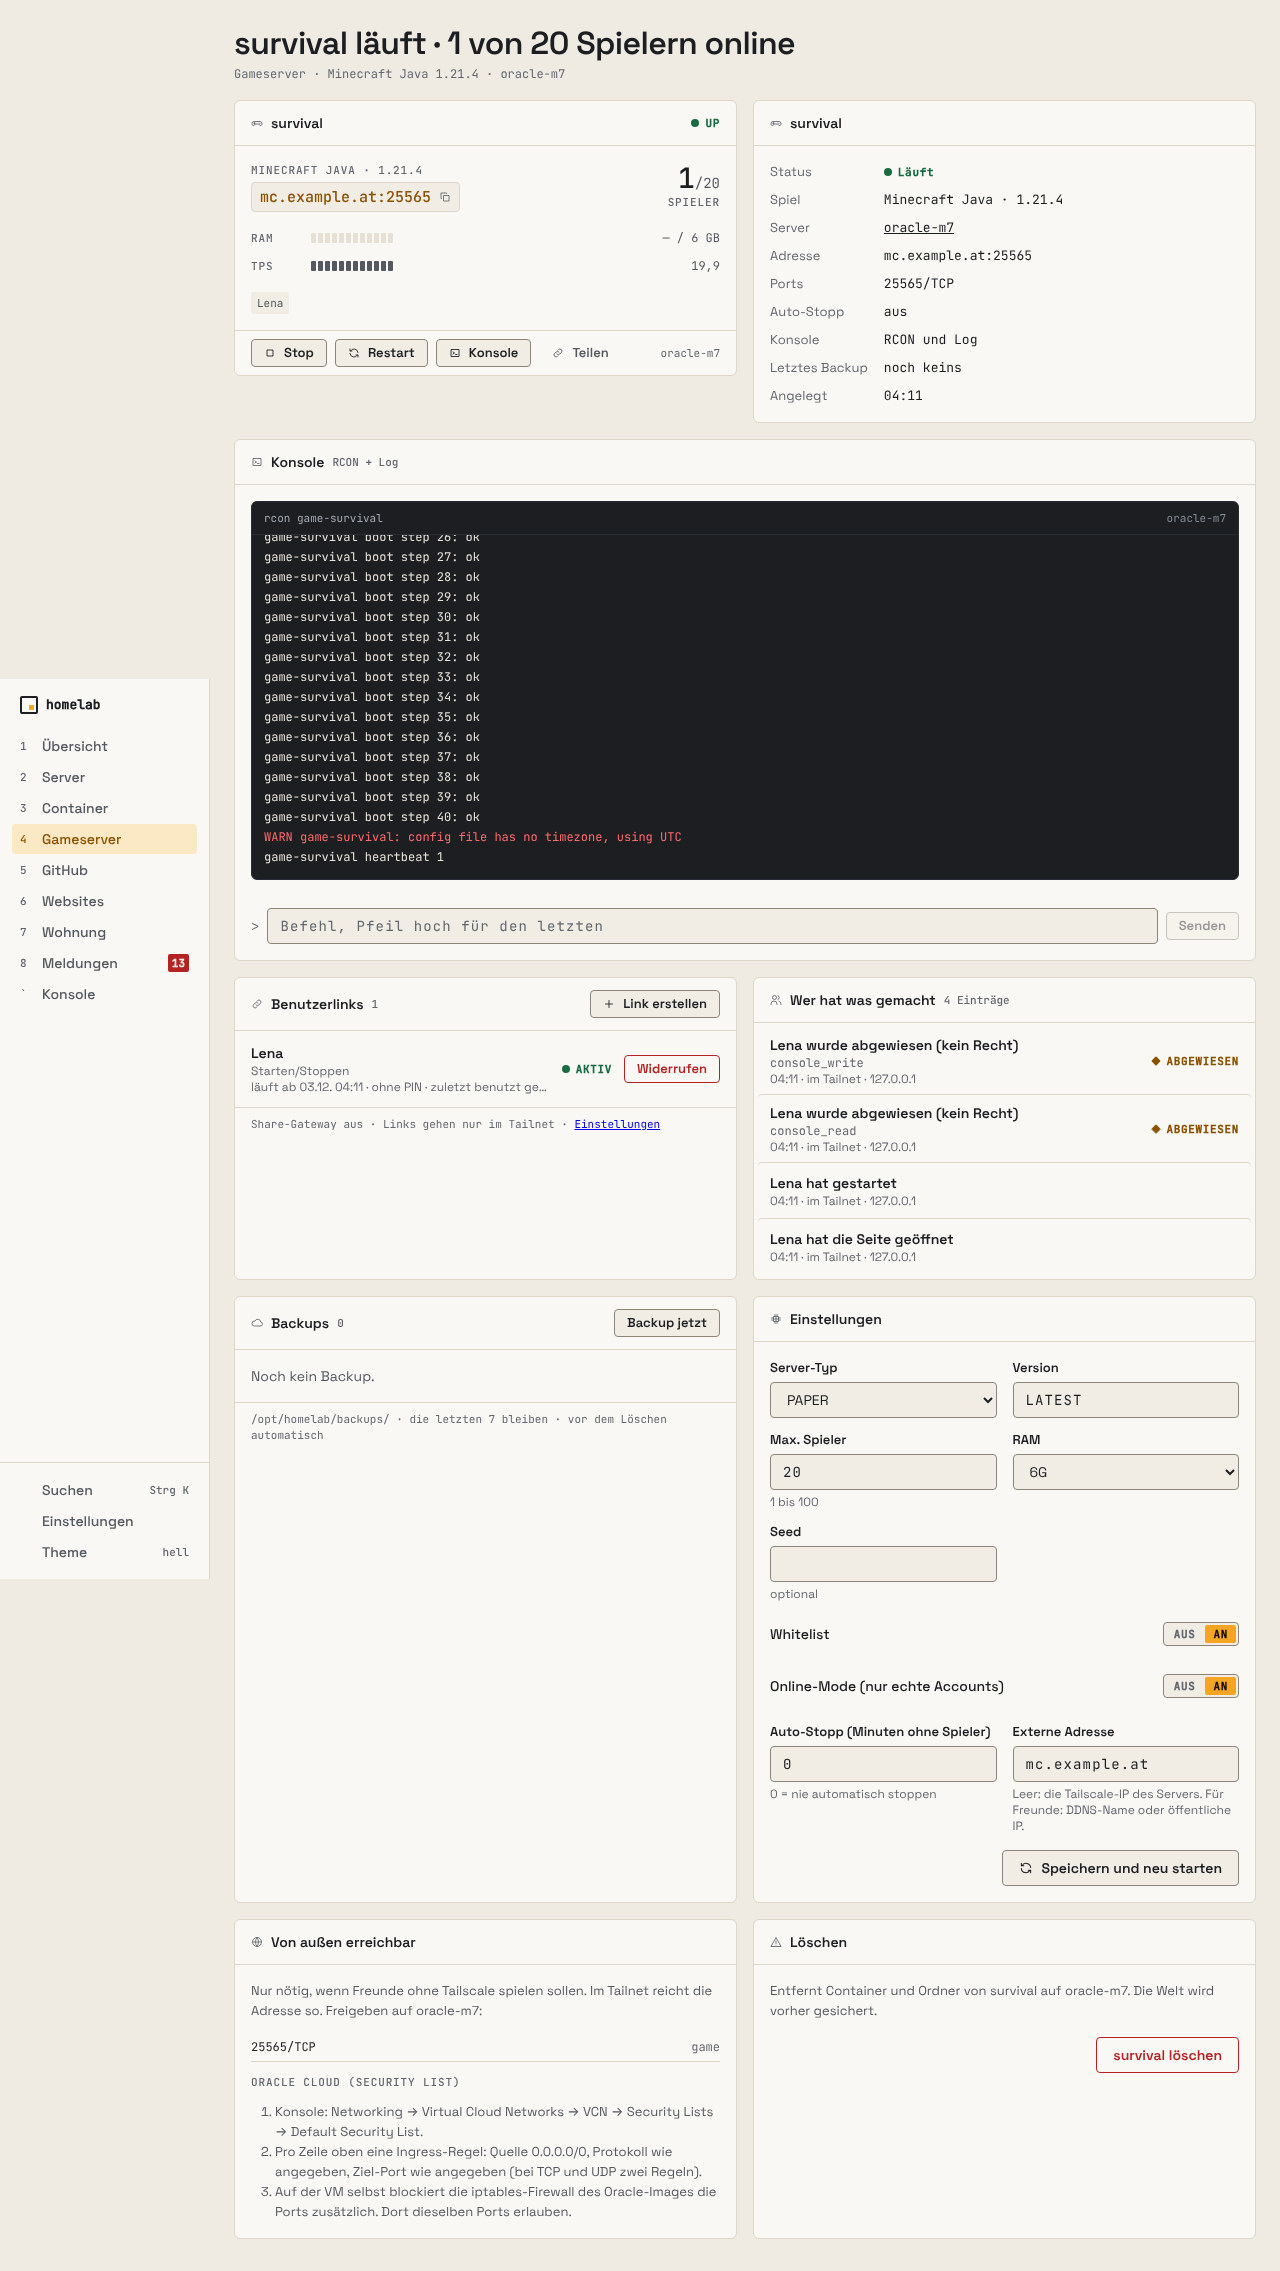 survival läuft · 1 von 20 Spielern online
Gameserver · Minecraft Java 1.21.4 · oracle-m7
survival
UP
MINECRAFT JAVA · 1.21.4
mc.example.at:25565
1/20
SPIELER
RAM
— / 6 GB
TPS
19,9
Lena
Stop
Restart
Konsole
Teilen
oracle-m7
survival
Status
Läuft
Spiel
Minecraft Java · 1.21.4
Server
oracle-m7
Adresse
mc.example.at:25565
Ports
25565/TCP
Auto-Stopp
aus
Konsole
RCON und Log
Letztes Backup
noch keins
Angelegt
04:11
Konsole RCON + Log
rcon game-survival
oracle-m7
game-survival boot step 26: ok
game-survival boot step 27: ok
game-survival boot step 28: ok
game-survival boot step 29: ok
game-survival boot step 30: ok
game-survival boot step 31: ok
game-survival boot step 32: ok
game-survival boot step 33: ok
game-survival boot step 34: ok
game-survival boot step 35: ok
game-survival boot step 36: ok
game-survival boot step 37: ok
game-survival boot step 38: ok
game-survival boot step 39: ok
game-survival boot step 40: ok
WARN game-survival: config file has no timezone, using UTC
game-survival heartbeat 1
> Befehl, Pfeil hoch für den letzten
Senden
homelab
1 Übersicht
2 Server
3 Container
4 Gameserver
5 GitHub
6 Websites
7 Wohnung
8 Meldungen 13
` Konsole
Suchen Strg K
Einstellungen
Theme hell
Benutzerlinks 1
+ Link erstellen
Lena
Starten/Stoppen
läuft ab 03.12. 04:11 · ohne PIN · zuletzt benutzt ge…
AKTIV
Widerrufen
Share-Gateway aus · Links gehen nur im Tailnet · Einstellungen
Wer hat was gemacht 4 Einträge
Lena wurde abgewiesen (kein Recht)
console_write
04:11 · im Tailnet · 127.0.0.1
ABGEWIESEN
Lena wurde abgewiesen (kein Recht)
console_read
04:11 · im Tailnet · 127.0.0.1
ABGEWIESEN
Lena hat gestartet
04:11 · im Tailnet · 127.0.0.1
Lena hat die Seite geöffnet
04:11 · im Tailnet · 127.0.0.1
Backups 0
Backup jetzt
Noch kein Backup.
/opt/homelab/backups/ · die letzten 7 bleiben · vor dem Löschen
automatisch
Einstellungen
Server-Typ
PAPER
Version
LATEST
Max. Spieler
20
1 bis 100
RAM
6G
Seed
optional
Whitelist
AUS AN
Online-Mode (nur echte Accounts)
AUS AN
Auto-Stopp (Minuten ohne Spieler)
0
0 = nie automatisch stoppen
Externe Adresse
mc.example.at
Leer: die Tailscale-IP des Servers. Für
Freunde: DDNS-Name oder öffentliche
IP.
Speichern und neu starten
Von außen erreichbar
Nur nötig, wenn Freunde ohne Tailscale spielen sollen. Im Tailnet reicht die
Adresse so. Freigeben auf oracle-m7:
25565/TCP
game
ORACLE CLOUD (SECURITY LIST)
1. Konsole: Networking → Virtual Cloud Networks → VCN → Security Lists
→ Default Security List.
2. Pro Zeile oben eine Ingress-Regel: Quelle 0.0.0.0/0, Protokoll wie
angegeben, Ziel-Port wie angegeben (bei TCP und UDP zwei Regeln).
3. Auf der VM selbst blockiert die iptables-Firewall des Oracle-Images die
Ports zusätzlich. Dort dieselben Ports erlauben.
Löschen
Entfernt Container und Ordner von survival auf oracle-m7. Die Welt wird
vorher gesichert.
survival löschen